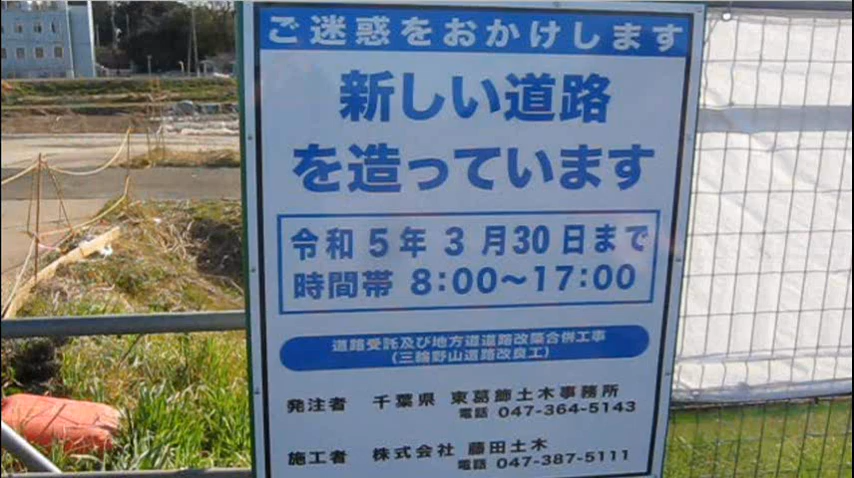 ご迷惑をおかけします
新しい道路
を造っています
令和5年3月30日まで
時間帯 8:00～17:00
道路受託及び地方道道路改築合併工事
(三輪野山道路改良工)
発注者 千葉県 東葛飾土木事務所
電話 047-364-5143
施工者 株式会社 藤田土木
電話 047-387-5111